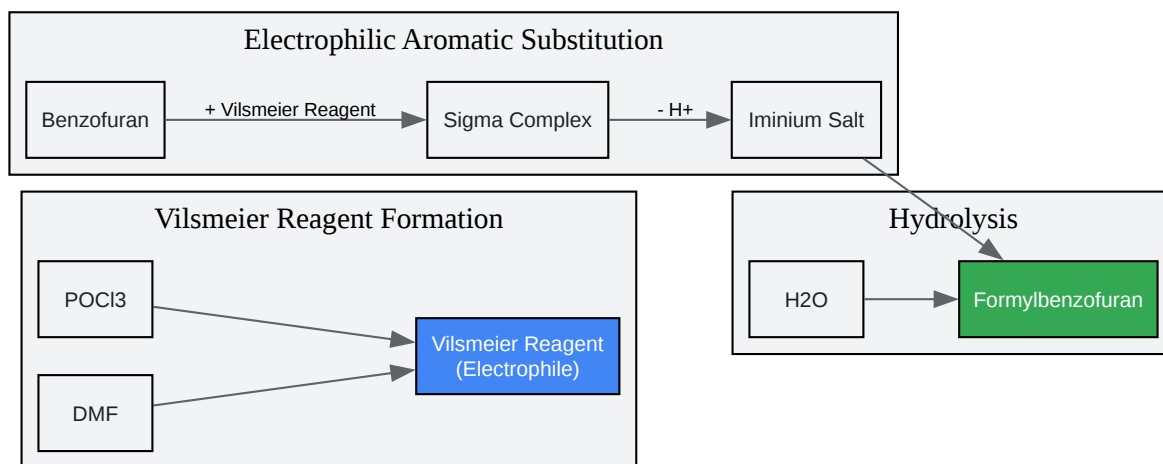 Electrophilic Aromatic Substitution
Benzofuran
+ Vilsmeier Reagent
Sigma Complex
- H+
Iminium Salt
Vilsmeier Reagent Formation
POCl3
DMF
Vilsmeier Reagent
(Electrophile)
Hydrolysis
H2O
Formylbenzofuran